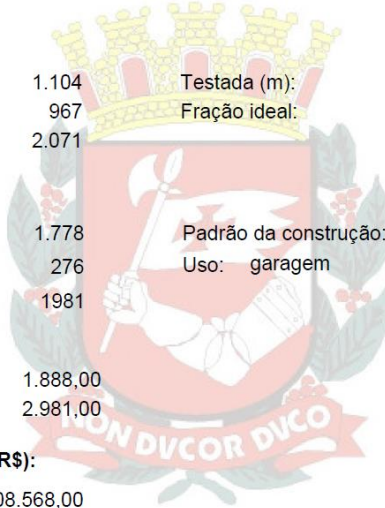 1.104 Testada (m):
967 Fração ideal:
2.071
1.778 Padrão da construção:
276 Uso: garagem
1981
1.888,00
2.981,00
NON DVCOR DVCO
R$):
08.568,00